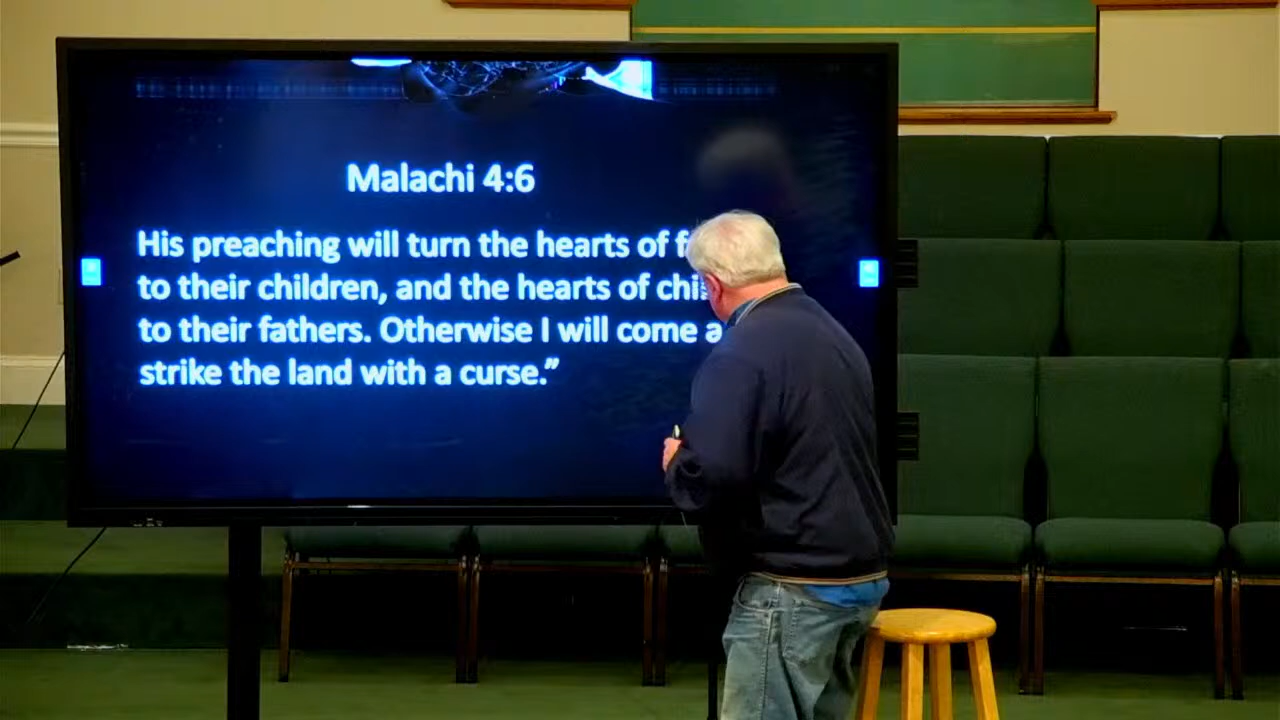 Malachi 4:6
His preaching will turn the hearts of
to their children, and the hearts of
to their fathers. Otherwise I will come
strike the land with a curse.”